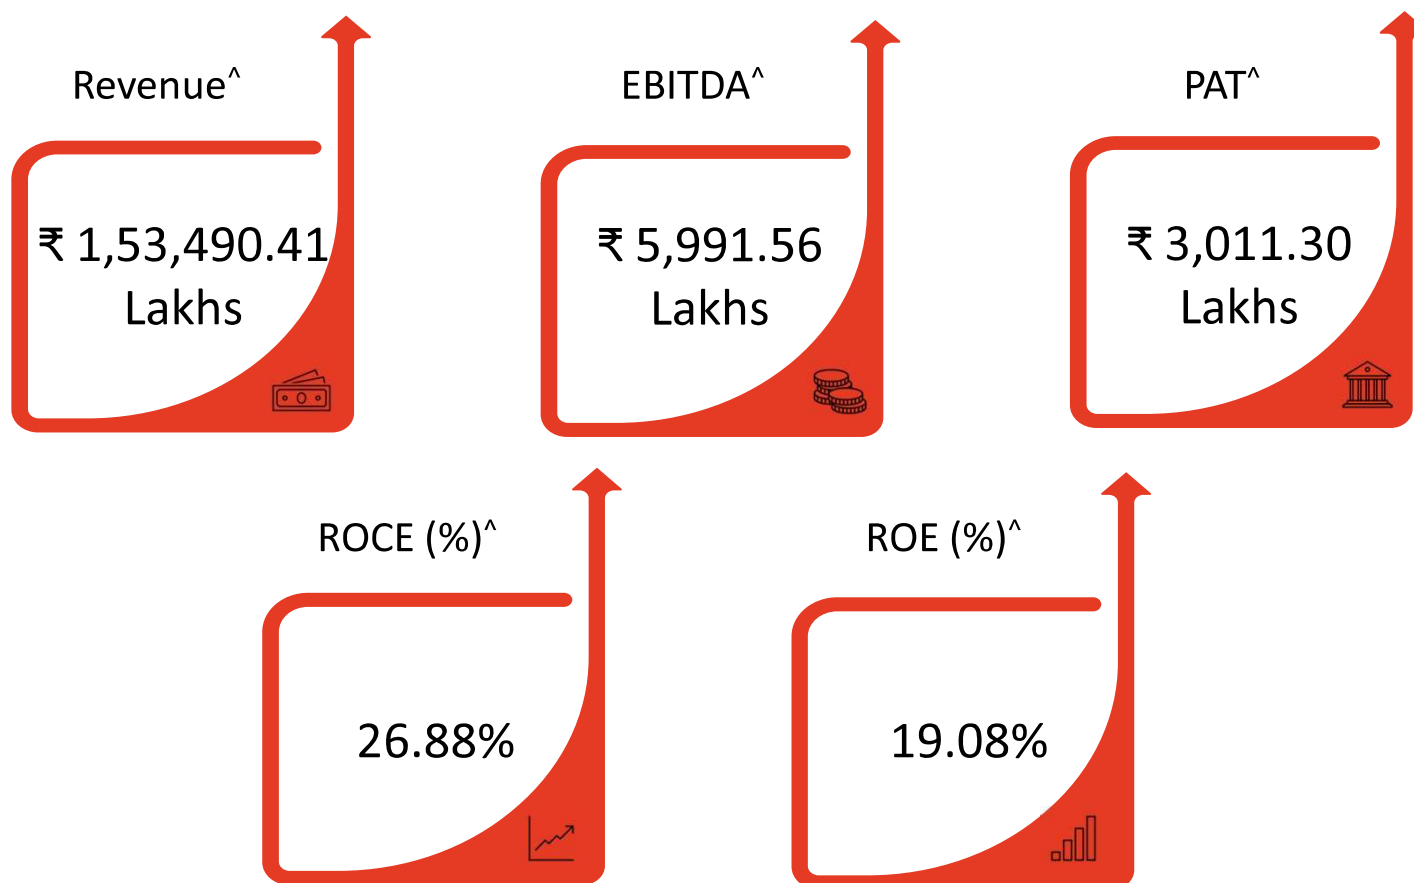 Revenue^
EBITDA^
PAT^
₹ 1,53,490.41
Lakhs
₹ 5,991.56
Lakhs
₹ 3,011.30
Lakhs
ROCE (%)^
ROE (%)^
26.88%
19.08%